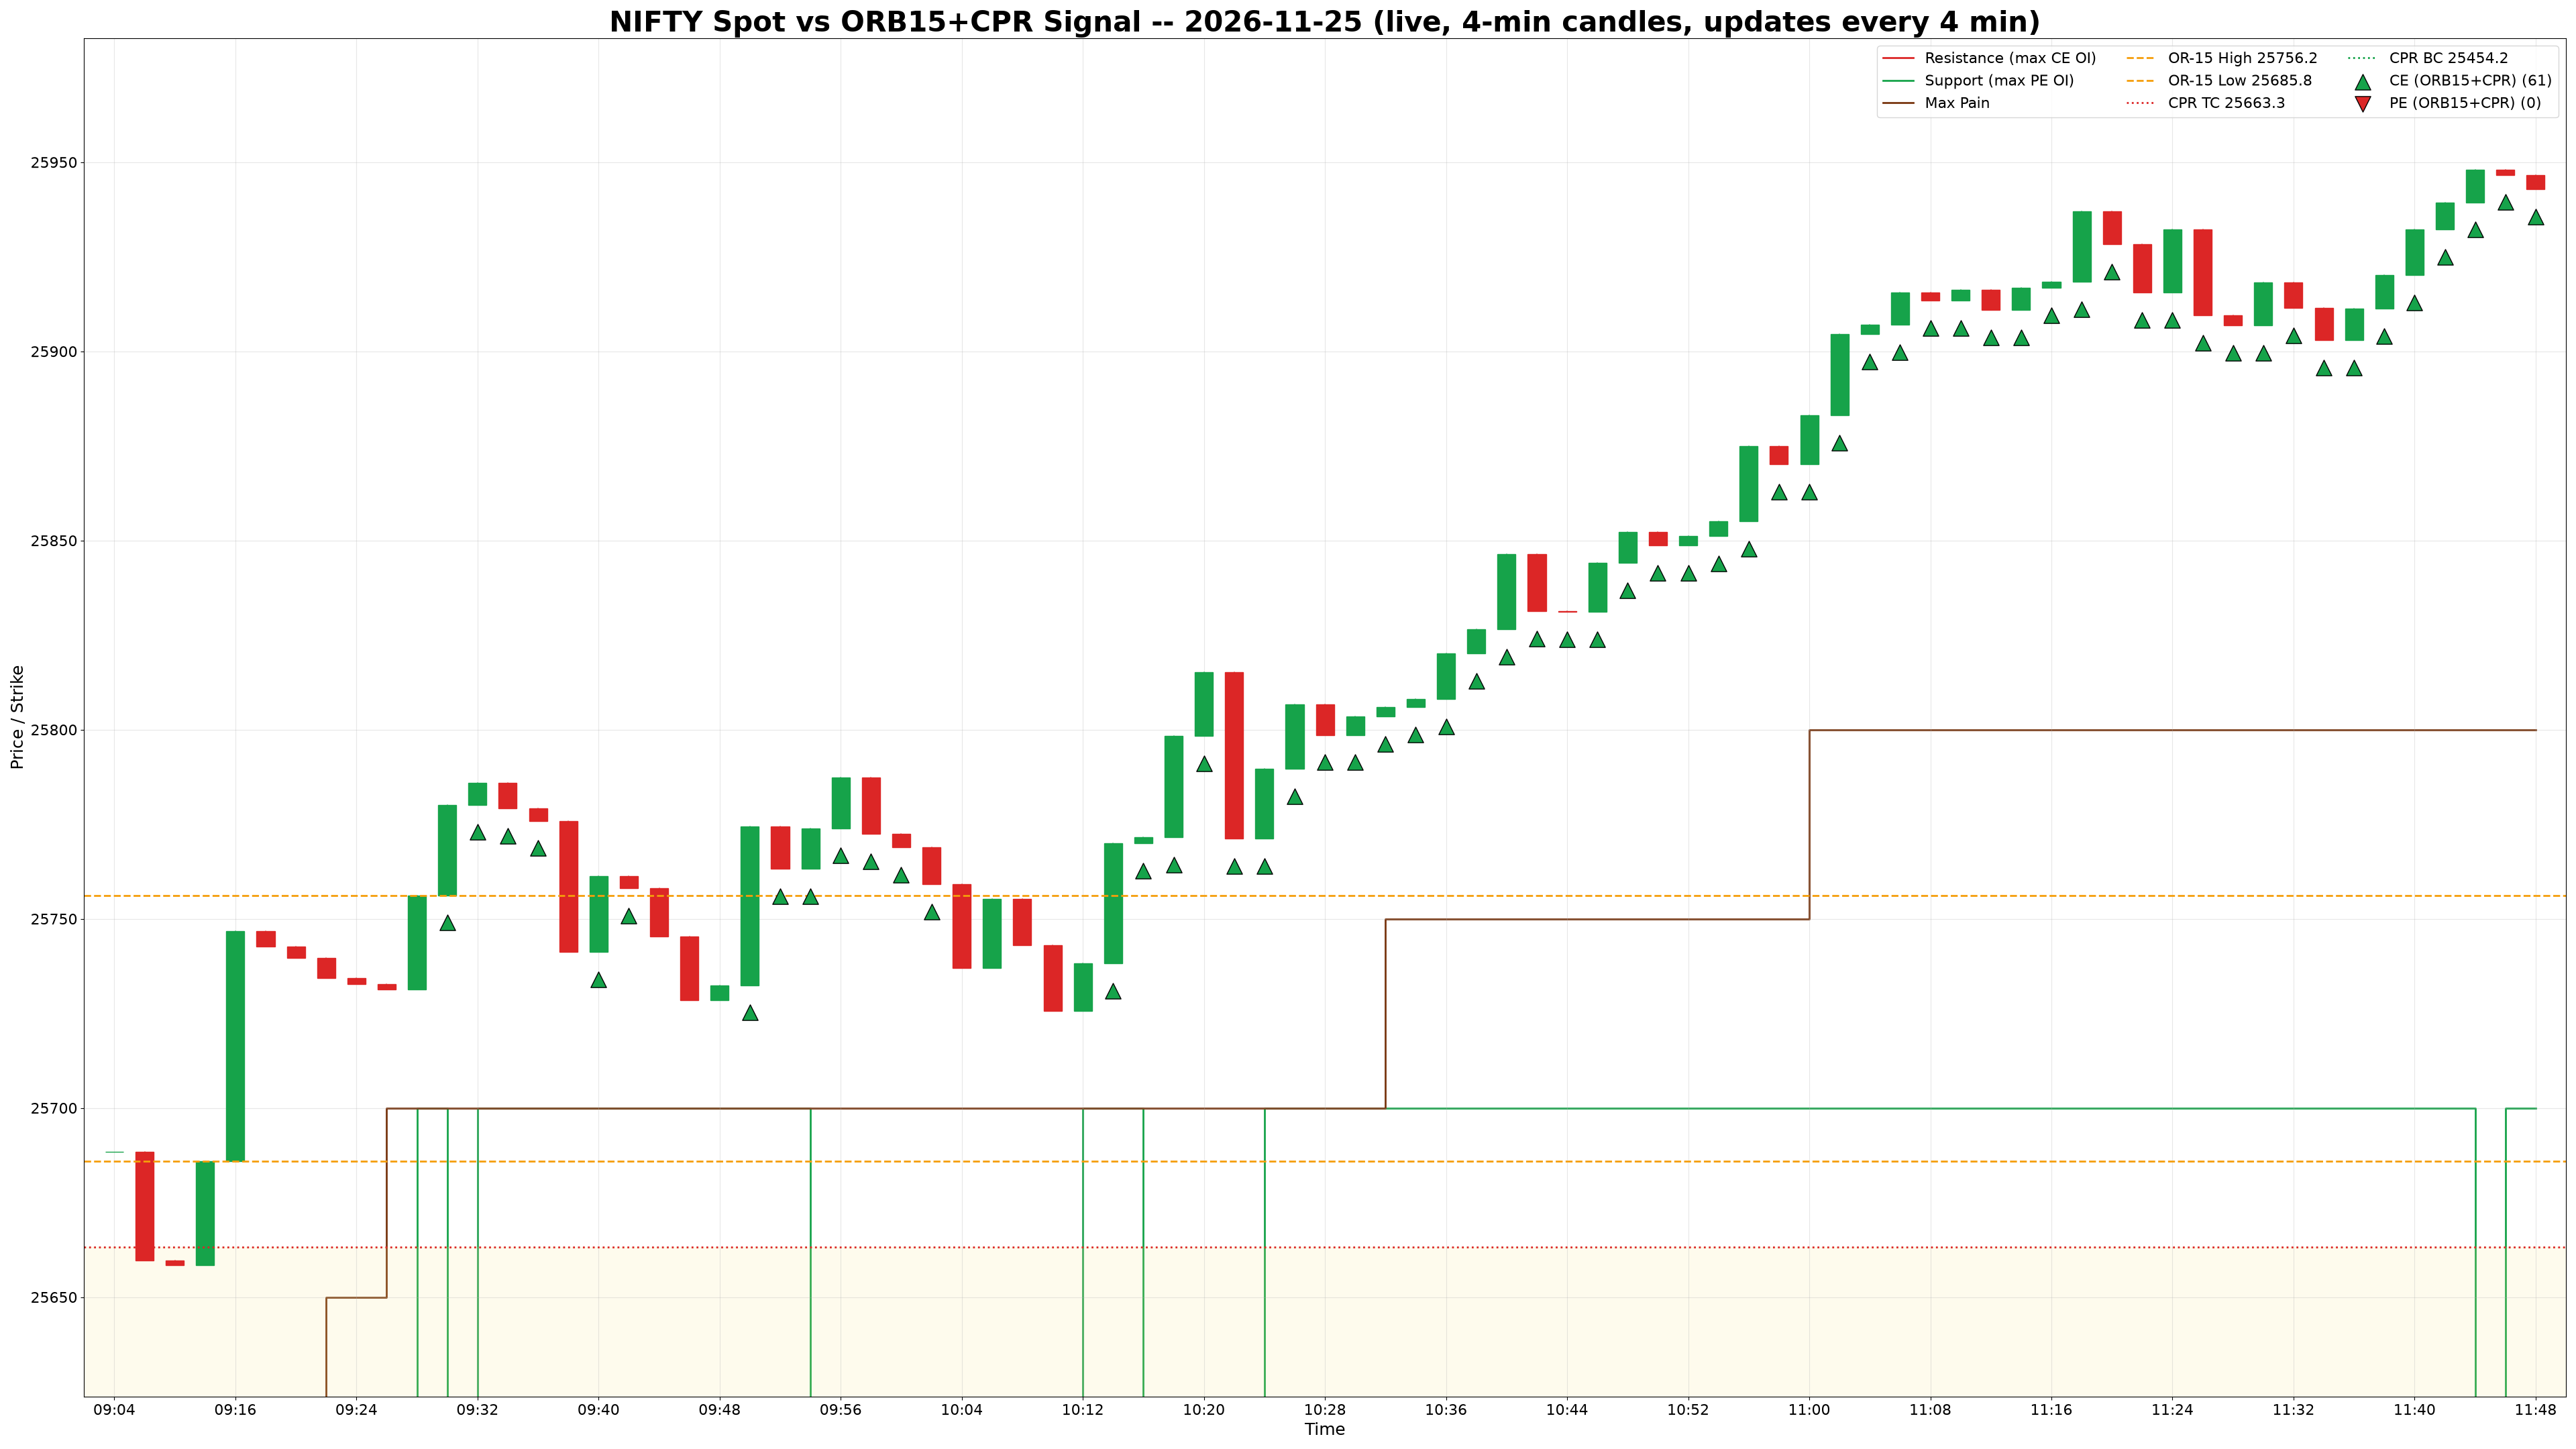 NIFTY Spot vs ORB15+CPR Signal -- 2026-11-25 (live, 4-min candles, updates every 4 min)
Resistance (max CE OI)
Support (max PE OI)
Max Pain
OR-15 High 25756.2
OR-15 Low 25685.8
CPR TC 25663.3
CPR BC 25454.2
CE (ORB15+CPR) (61)
PE (ORB15+CPR) (0)
Price / Strike
25950
25900
25850
25800
25750
25700
25650
09:04 09:16 09:24 09:32 09:40 09:48 09:56 10:04 10:12 10:20 10:28 10:36 10:44 10:52 11:00 11:08 11:16 11:24 11:32 11:40 11:48
Time